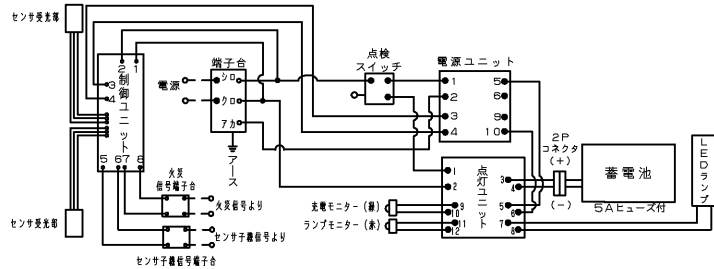 センサ受光部
点検
スイッチ
電源ユニット
端子台
電源
シロ
クロ
アカ
アース
2 1
3
4
制御ユニット
5 6 7 8
1
2
3
4
5
6
9
10
2P
コネクタ
(+)
(-)
蓄電池
5Aヒューズ付
LEDランプ
1
2
点灯ユニット
3
4
5
6
7
8
9
10
11
12
充電モニター(緑)
ランプモニター(赤)
火災
信号端子台
火災信号より
センサ受光部
センサ子機信号より
センサ子機信号端子台